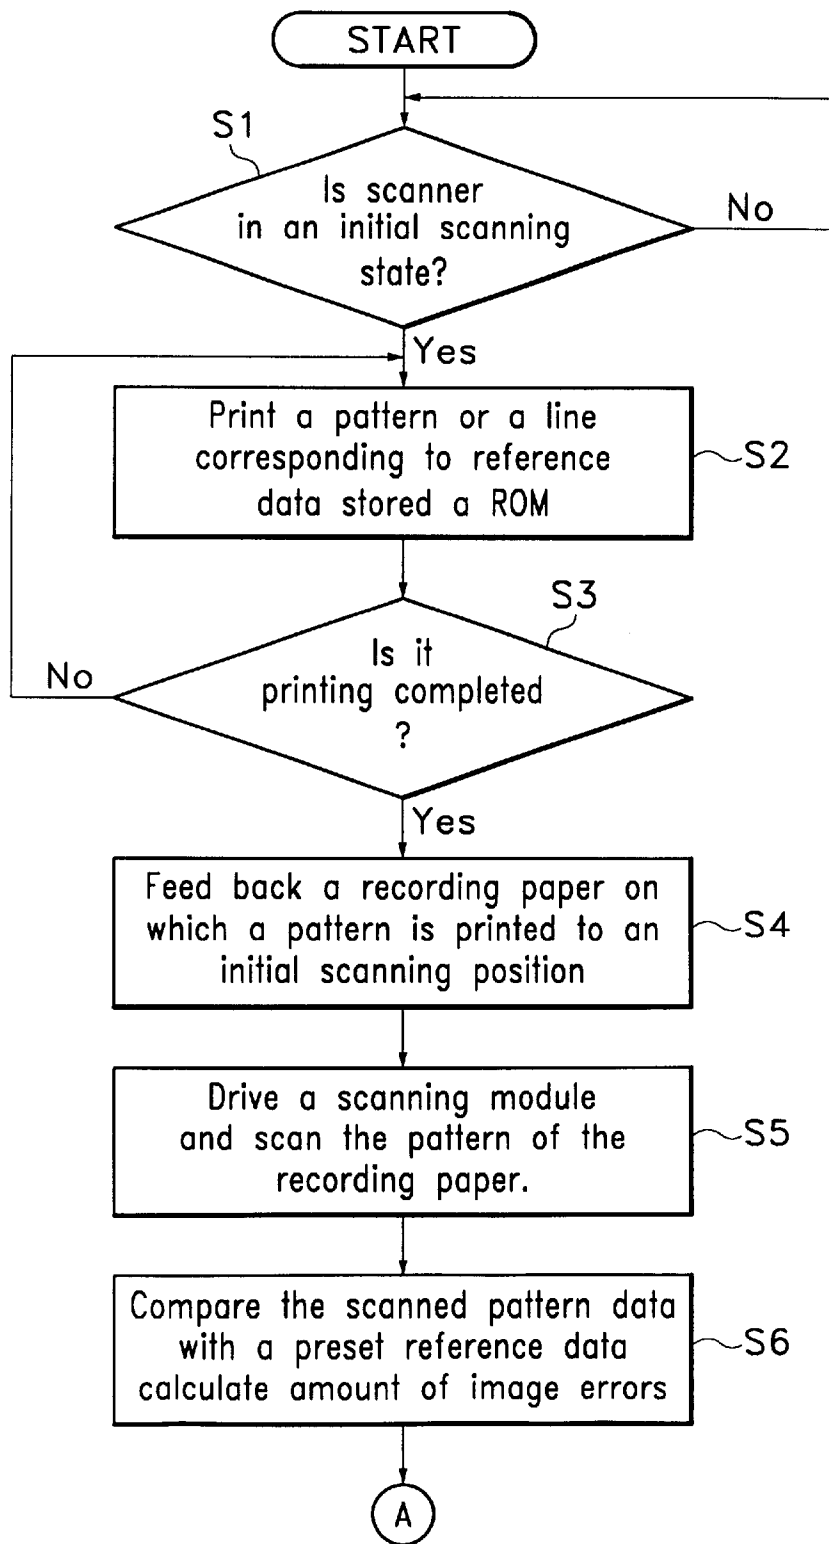 START
S1
Is scanner
in an initial scanning
state?
No
Yes
Print a pattern or a line
corresponding to reference
data stored a ROM
S2
S3
Is it
printing completed
?
No
Yes
Feed back a recording paper on
which a pattern is printed to an
initial scanning position
S4
Drive a scanning module
and scan the pattern of the
recording paper.
S5
Compare the scanned pattern data
with a preset reference data
calculate amount of image errors
S6
A